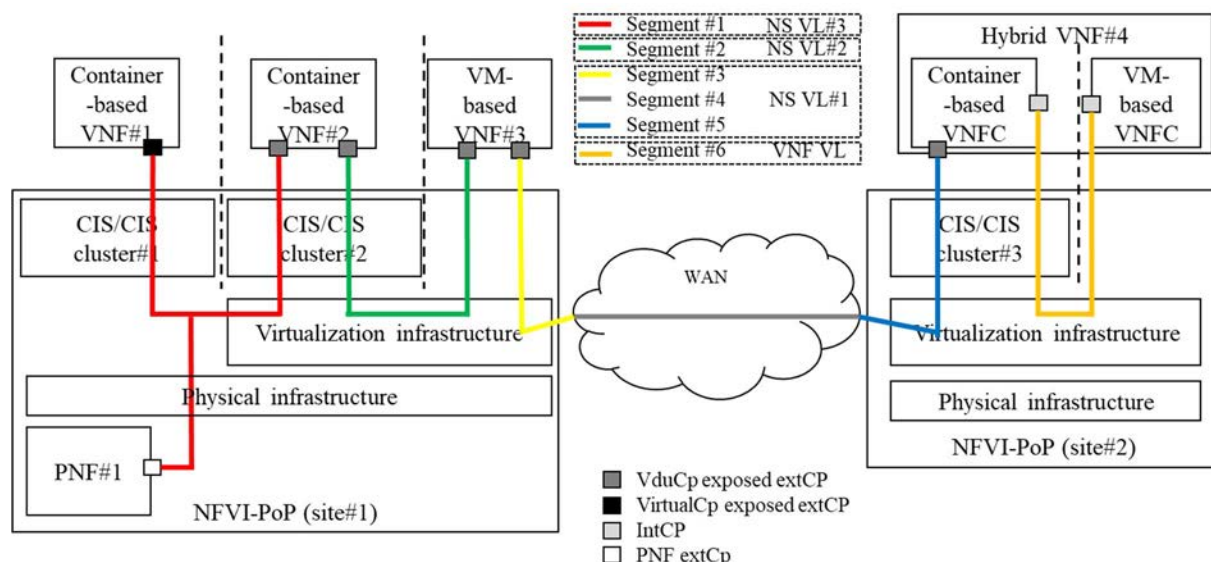 Segment #1 NS VL#3
Segment #2 NS VL#2
Segment #3
Segment #4 NS VL#1
Segment #5
Segment #6 VNF VL
Container
-based
VNF#1
Container
-based
VNF#2
VM-
based
VNF#3
Hybrid VNF#4
Container
-based
VNFC
VM-
based
VNFC
CIS/CIS
cluster#1
CIS/CIS
cluster#2
CIS/CIS
cluster#3
WAN
Virtualization infrastructure
Virtualization infrastructure
Physical infrastructure
Physical infrastructure
PNF#1
NFVI-PoP (site#1)
NFVI-PoP (site#2)
VduCp exposed extCP
VirtualCp exposed extCP
IntCP
PNF extCp